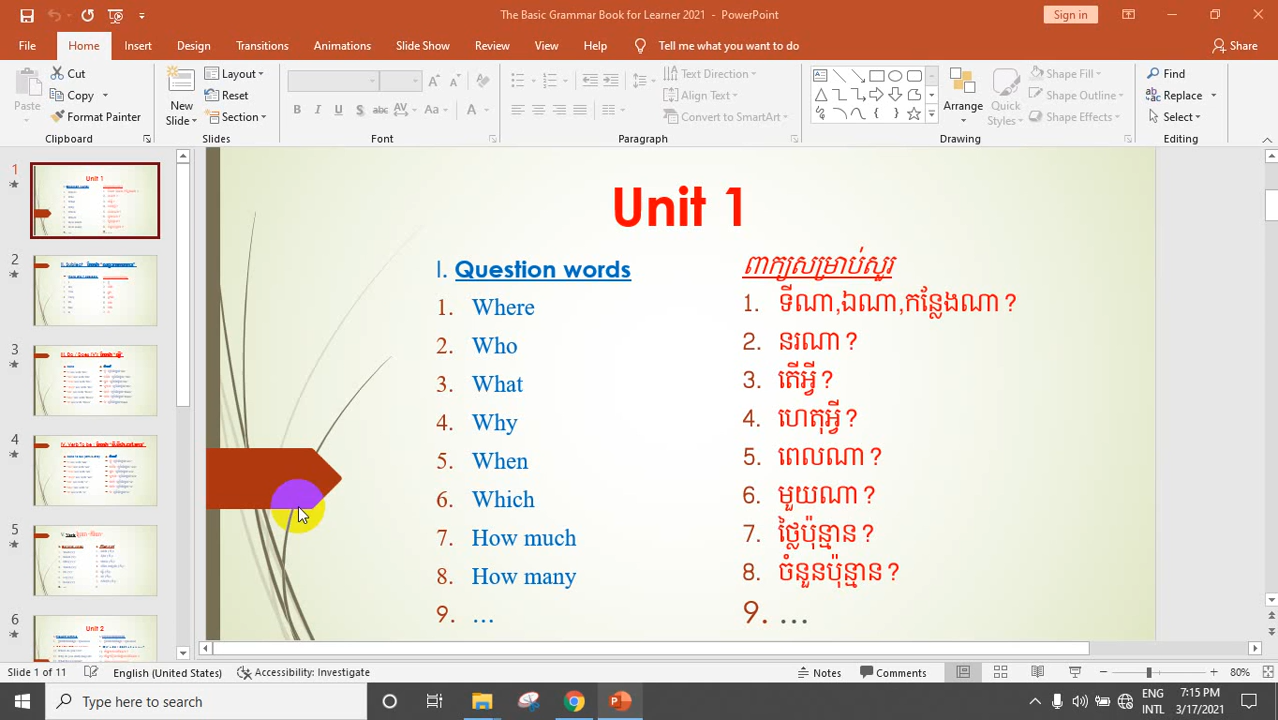 The Basic Grammar Book for Learner 2021 - PowerPoint
Sign in
File Home Insert Design Transitions Animations Slide Show Review View Help Tell me what you want to do Share
Paste
Cut
Copy
Format Painter
Clipboard
New Slide
Layout
Reset
Section
Slides
Font
Text Direction
Align Text
Convert to SmartArt
Paragraph
Arrange
Quick Styles
Shape Fill
Shape Outline
Shape Effects
Drawing
Find
Replace
Select
Editing
1
2
3
4
5
6
Unit 1
I. Question words
1. Where
2. Who
3. What
4. Why
5. When
6. Which
7. How much
8. How many
9. ...
ពាក្យសម្រាប់សួរ
1. ទីណា,ឯណា,កន្លែងណា?
2. នរណា?
3. តើអ្វី?
4. ហេតុអ្វី?
5. ពេលណា?
6. មួយណា?
7. ថ្លៃប៉ុន្មាន?
8. ចំនួនប៉ុន្មាន?
9. ...
Slide 1 of 11 English (United States) Accessibility: Investigate Notes Comments 80%
Type here to search
ENG
INTL
7:15 PM
3/17/2021